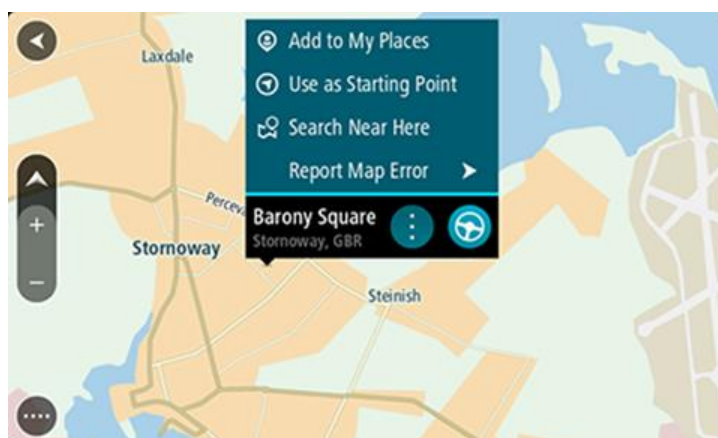 Laxdale
Add to My Places
Use as Starting Point
Search Near Here
Report Map Error
Perceva
Barony Square
Stornoway, GBR
Stornoway
Steinish